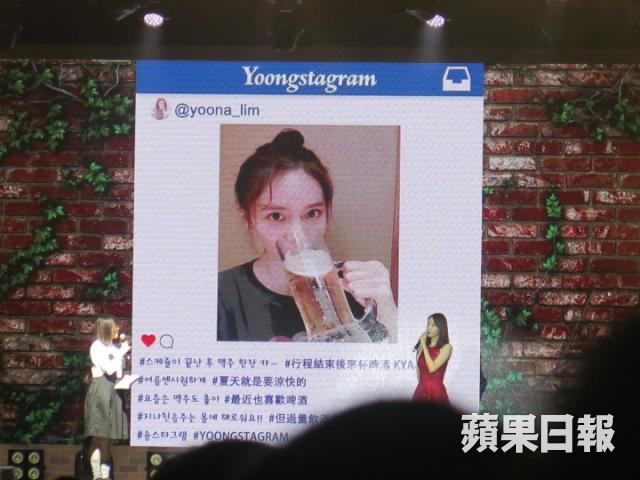 Yoongstagram
@yoona_lim
#스케줄이 끝난 후 맥주 한잔 캬~ #行程結束後來杯啤酒 KYA
#여름엔시원하게 #夏天就是要涼快的
#요즘은 맥주도 좋아 #最近也喜歡啤酒
#지나친음주는 몸에 해로워요!! #但過量飲
#융스타그램 #YOONGSTAGRAM
蘋果日報